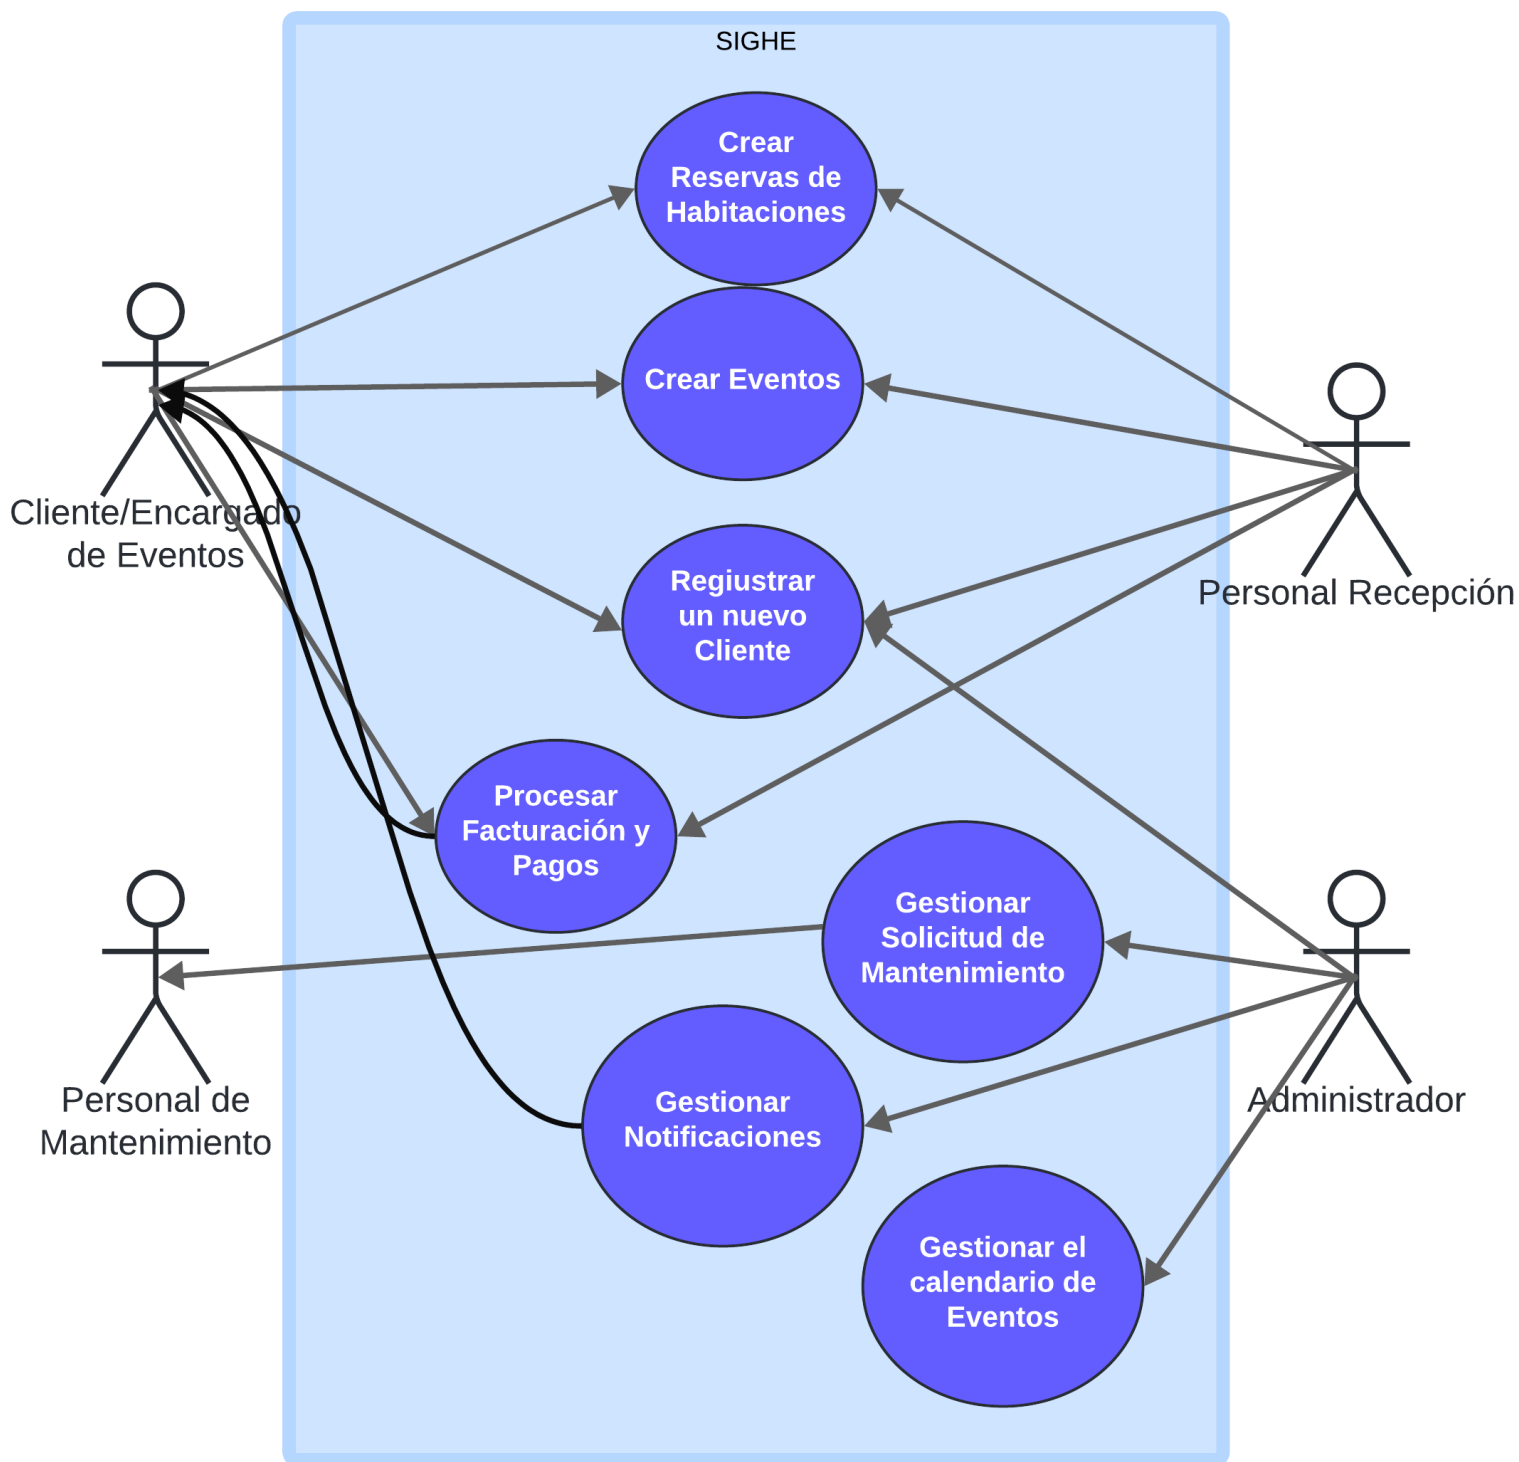 SIGHE
Crear
Reservas de
Habitaciones
Crear Eventos
Cliente/Encargado
de Eventos
Regiustrar
un nuevo
Cliente
Personal Recepción
Procesar
Facturación y
Pagos
Gestionar
Solicitud de
Mantenimiento
Personal de
Mantenimiento
Gestionar
Notificaciones
Administrador
Gestionar el
calendario de
Eventos